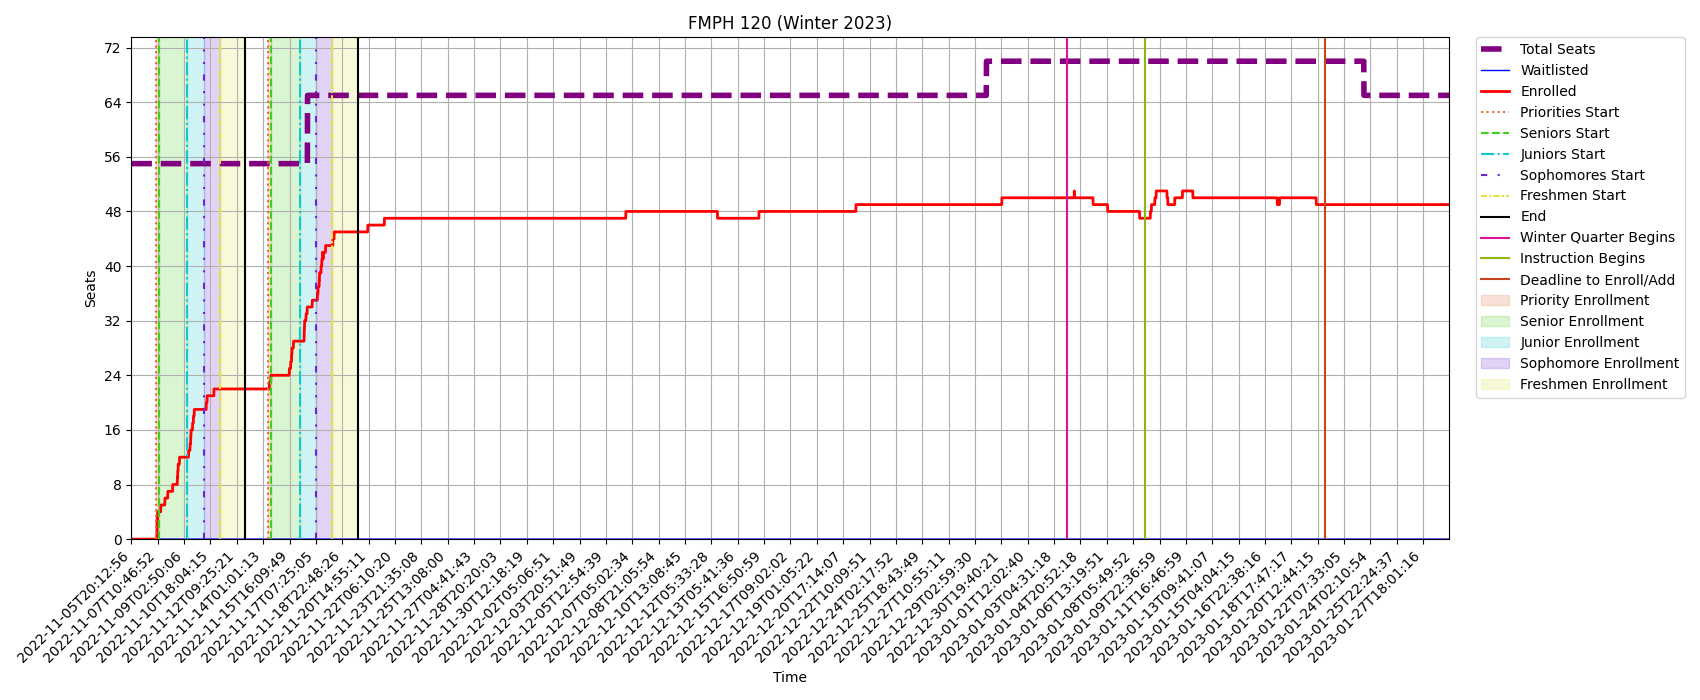 FMPH 120 (Winter 2023)
72
64
56
48
40
32
24
16
8
0
Seats
2022-11-05T20:12:56
2022-11-07T10:46:52
2022-11-09T02:50:06
2022-11-10T18:04:15
2022-11-12T09:25:21
2022-11-14T01:01:13
2022-11-15T16:09:49
2022-11-17T07:25:05
2022-11-18T22:48:26
2022-11-20T14:55:11
2022-11-22T06:10:20
2022-11-23T21:35:08
2022-11-25T13:08:00
2022-11-27T04:41:43
2022-11-28T20:20:03
2022-11-30T12:18:19
2022-12-02T05:06:51
2022-12-03T20:51:49
2022-12-05T12:54:39
2022-12-07T05:02:34
2022-12-08T21:05:54
2022-12-10T13:08:45
2022-12-12T05:33:28
2022-12-13T05:41:36
2022-12-15T16:50:59
2022-12-17T09:02:02
2022-12-19T01:05:22
2022-12-20T17:14:07
2022-12-22T10:09:51
2022-12-24T02:17:52
2022-12-25T18:43:49
2022-12-27T10:55:11
2022-12-29T02:59:30
2022-12-30T19:40:21
2023-01-01T12:02:40
2023-01-03T04:31:18
2023-01-04T20:52:18
2023-01-06T13:19:51
2023-01-08T05:49:52
2023-01-09T22:36:59
2023-01-11T16:46:59
2023-01-13T09:41:07
2023-01-15T04:04:15
2023-01-16T22:38:16
2023-01-18T17:47:17
2023-01-20T12:44:15
2023-01-22T07:33:05
2023-01-24T02:10:54
2023-01-25T22:24:37
2023-01-27T18:01:16
Time
Total Seats
Waitlisted
Enrolled
Priorities Start
Seniors Start
Juniors Start
Sophomores Start
Freshmen Start
End
Winter Quarter Begins
Instruction Begins
Deadline to Enroll/Add
Priority Enrollment
Senior Enrollment
Junior Enrollment
Sophomore Enrollment
Freshmen Enrollment